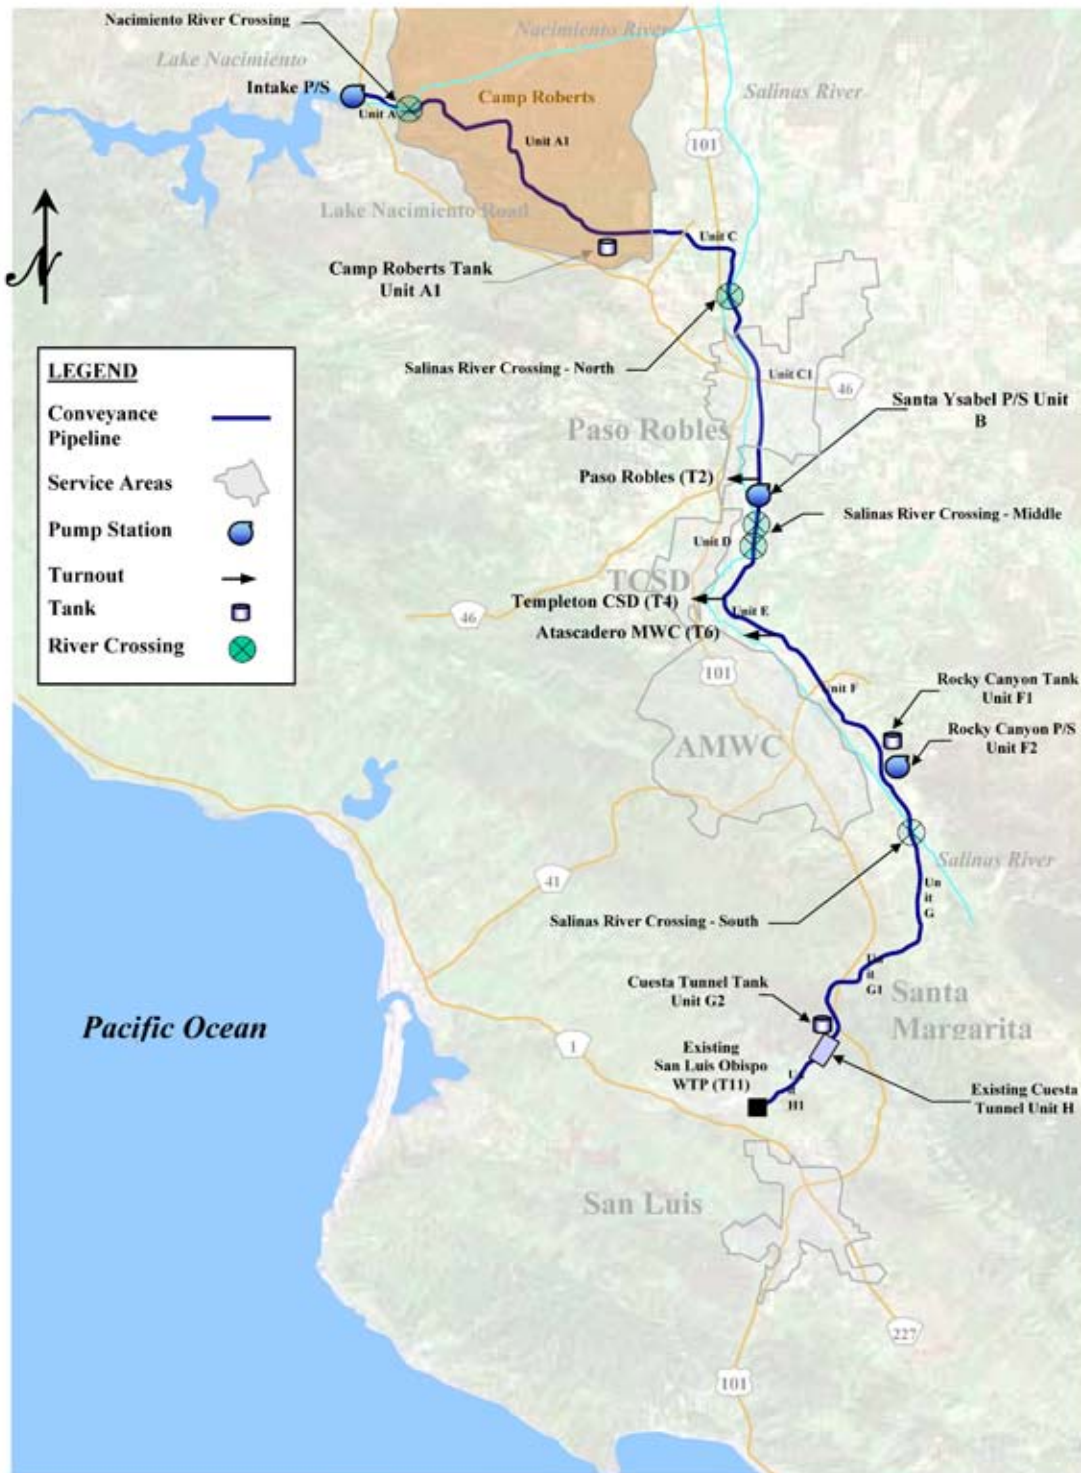 Nacimiento River Crossing
Nacimiento River
Lake Nacimiento
Intake P/S
Unit A
Camp Roberts
Salinas River
Unit A1
101
Lake Nacimiento Road
Unit C
Camp Roberts Tank
Unit A1
Salinas River Crossing - North
Unit C1
46
Santa Ysabel P/S Unit
B
Paso Robles
Paso Robles (T2)
Salinas River Crossing - Middle
Unit D
TCSD
Templeton CSD (T4)
Unit E
46
Atascadero MWC (T6)
101
Unit F
Rocky Canyon Tank
Unit F1
Rocky Canyon P/S
Unit F2
AMWC
Salinas River
41
Un
it
G
Salinas River Crossing - South
Un
it
G1
Cuesta Tunnel Tank
Unit G2
Santa
Margarita
Pacific Ocean
1
Existing
San Luis Obispo
WTP (T11)
H1
Existing Cuesta
Tunnel Unit H
San Luis
227
101
N
LEGEND
Conveyance
Pipeline
Service Areas
Pump Station
Turnout
Tank
River Crossing